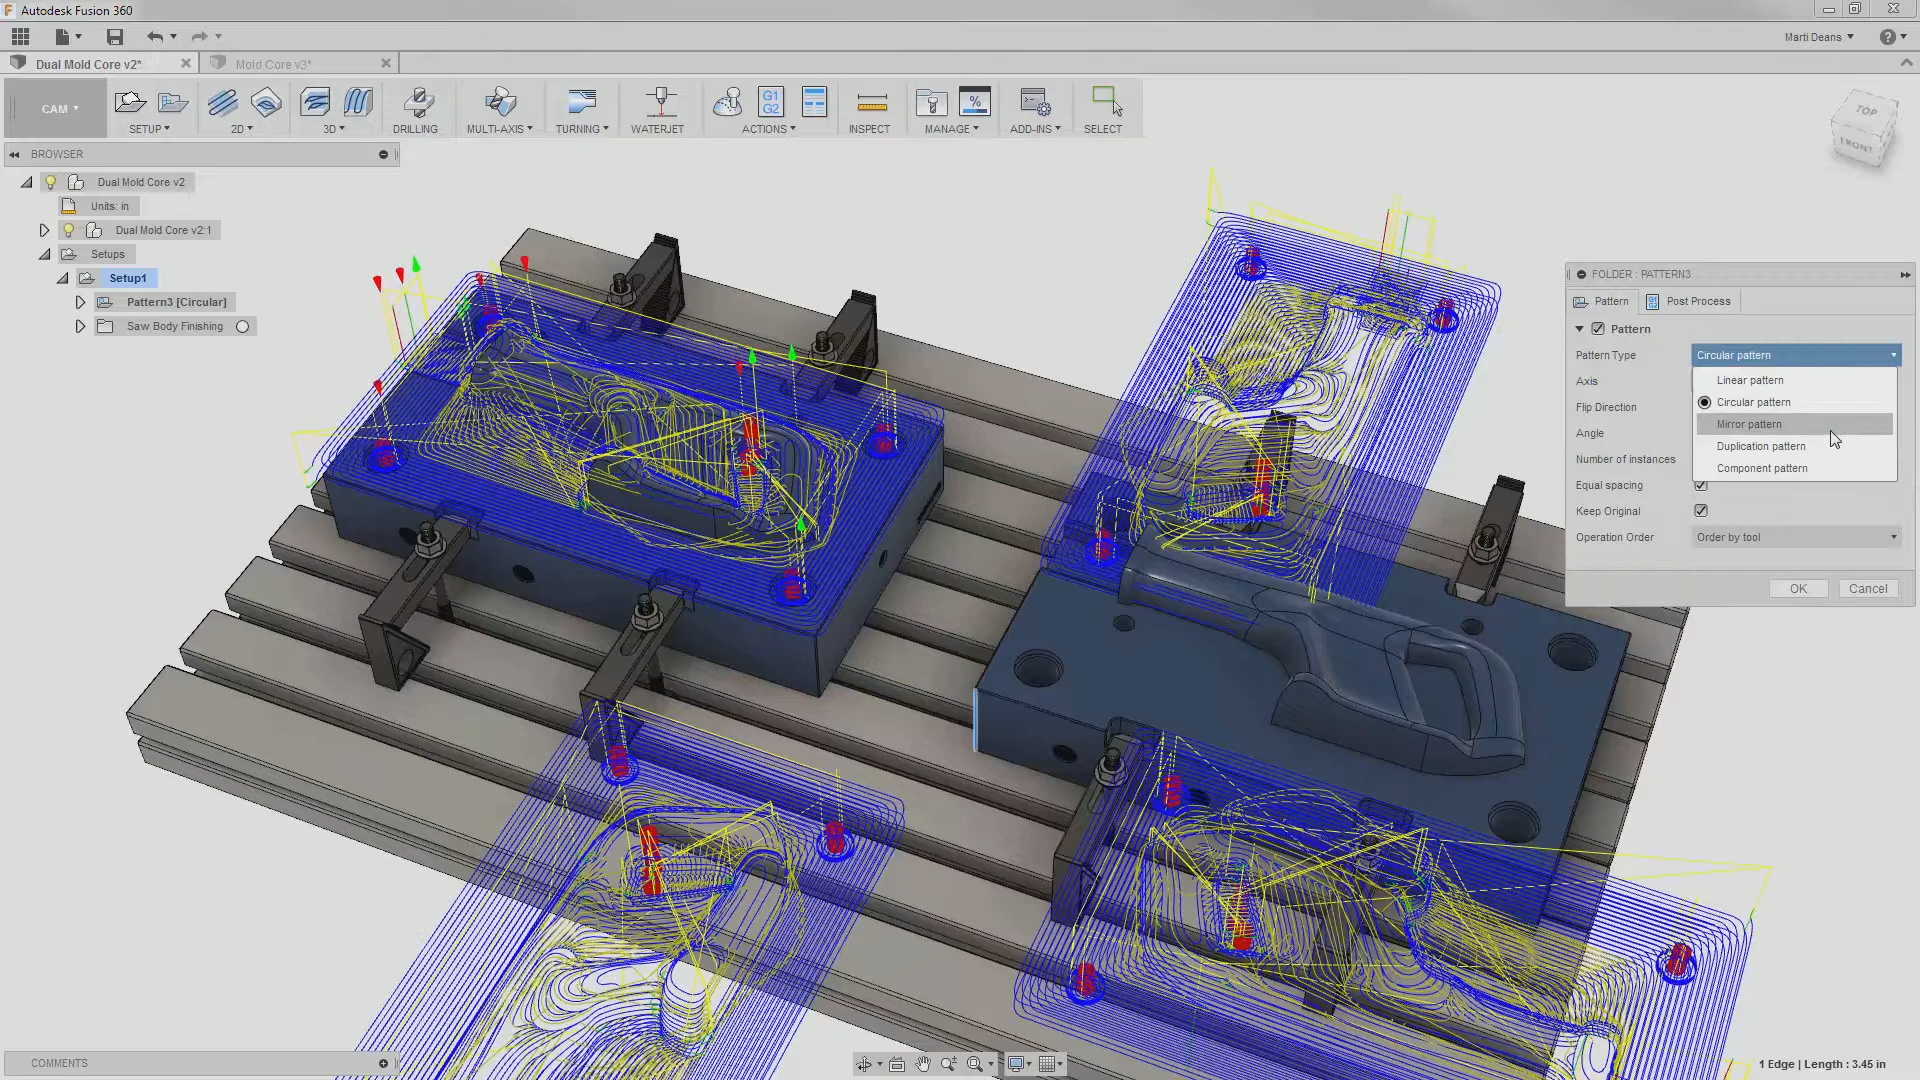 Autodesk Fusion 360
Marti Deans
Dual Mold Core v2*
Mold Core v3*
CAM
SETUP
2D
3D
DRILLING
MULTI-AXIS
TURNING
WATERJET
G1
G2
ACTIONS
INSPECT
%
MANAGE
ADD-INS
SELECT
TOP
FRONT
BROWSER
Dual Mold Core v2
Units: in
Dual Mold Core v2:1
Setups
Setup1
Pattern3 [Circular]
Saw Body Finishing
FOLDER : PATTERN3
Pattern
Post Process
Pattern
Pattern Type
Circular pattern
Linear pattern
Axis
Circular pattern
Flip Direction
Mirror pattern
Angle
Duplication pattern
Number of instances
Component pattern
Equal spacing
Keep Original
Operation Order
Order by tool
OK
Cancel
COMMENTS
1 Edge | Length : 3.45 in